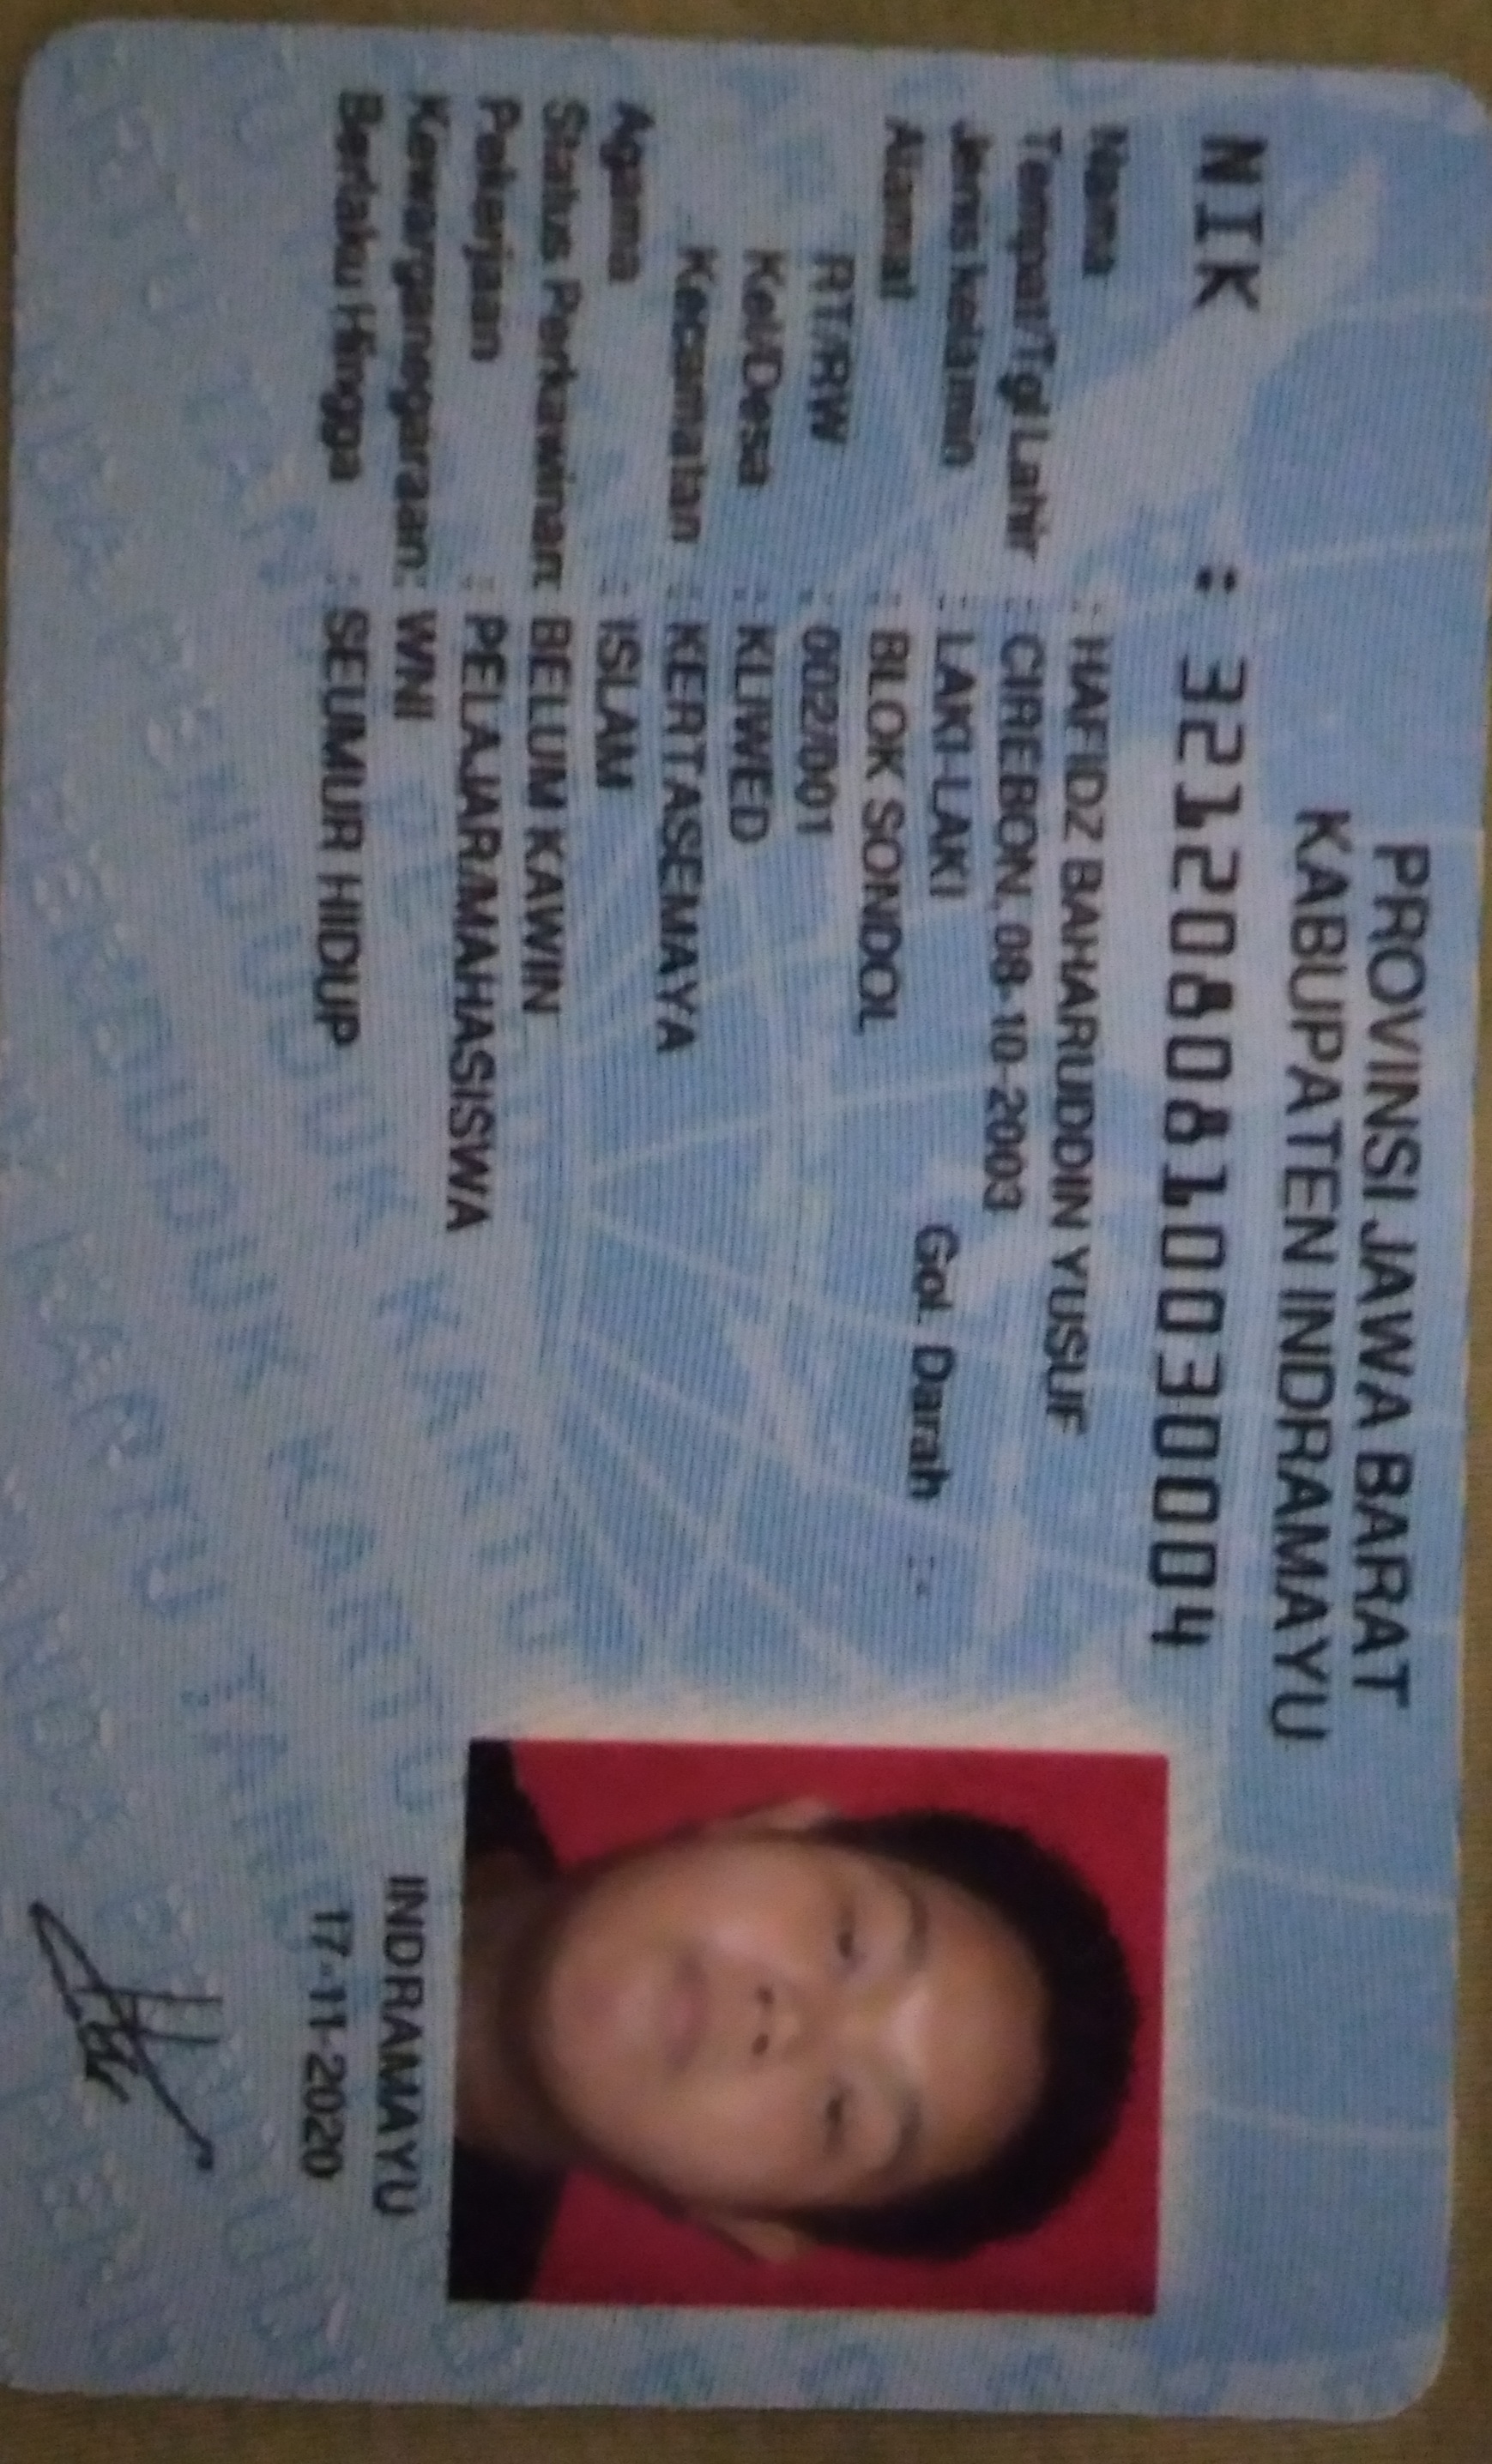 PROVINSI JAWA BARAT
KABUPATEN INDRAMAYU
NIK : 3212080810030004
Nama : HAFIDZ BAHARUDDIN YUSUF
Tempat/Tgl Lahir : CIREBON, 08-10-2003
Jenis kelamin : LAKI-LAKI Gol. Darah : -
Alamat : BLOK SONDOL
RT/RW : 002/001
Kel/Desa : KLIWED
Kecamatan : KERTASEMAYA
Agama : ISLAM
Status Perkawinan: BELUM KAWIN
Pekerjaan : PELAJAR/MAHASISWA
Kewarganegaraan: WNI
Berlaku Hingga : SEUMUR HIDUP
INDRAMAYU
17-11-2020